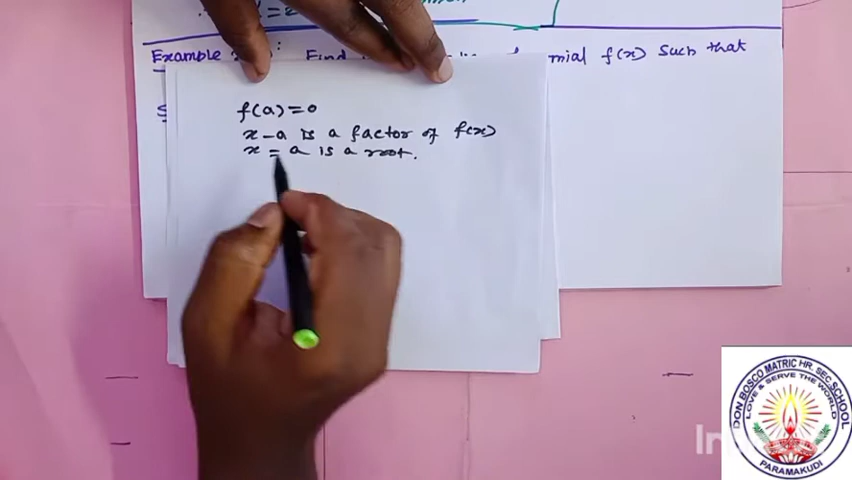 Example : Find mial f(x) such that
f(a)=0
x-a is a factor of f(x)
x = a is a root.
DON BOSCO MATRIC HR. SEC. SCHOOL
LOVE & SERVE THE WORLD
PARAMAKUDI